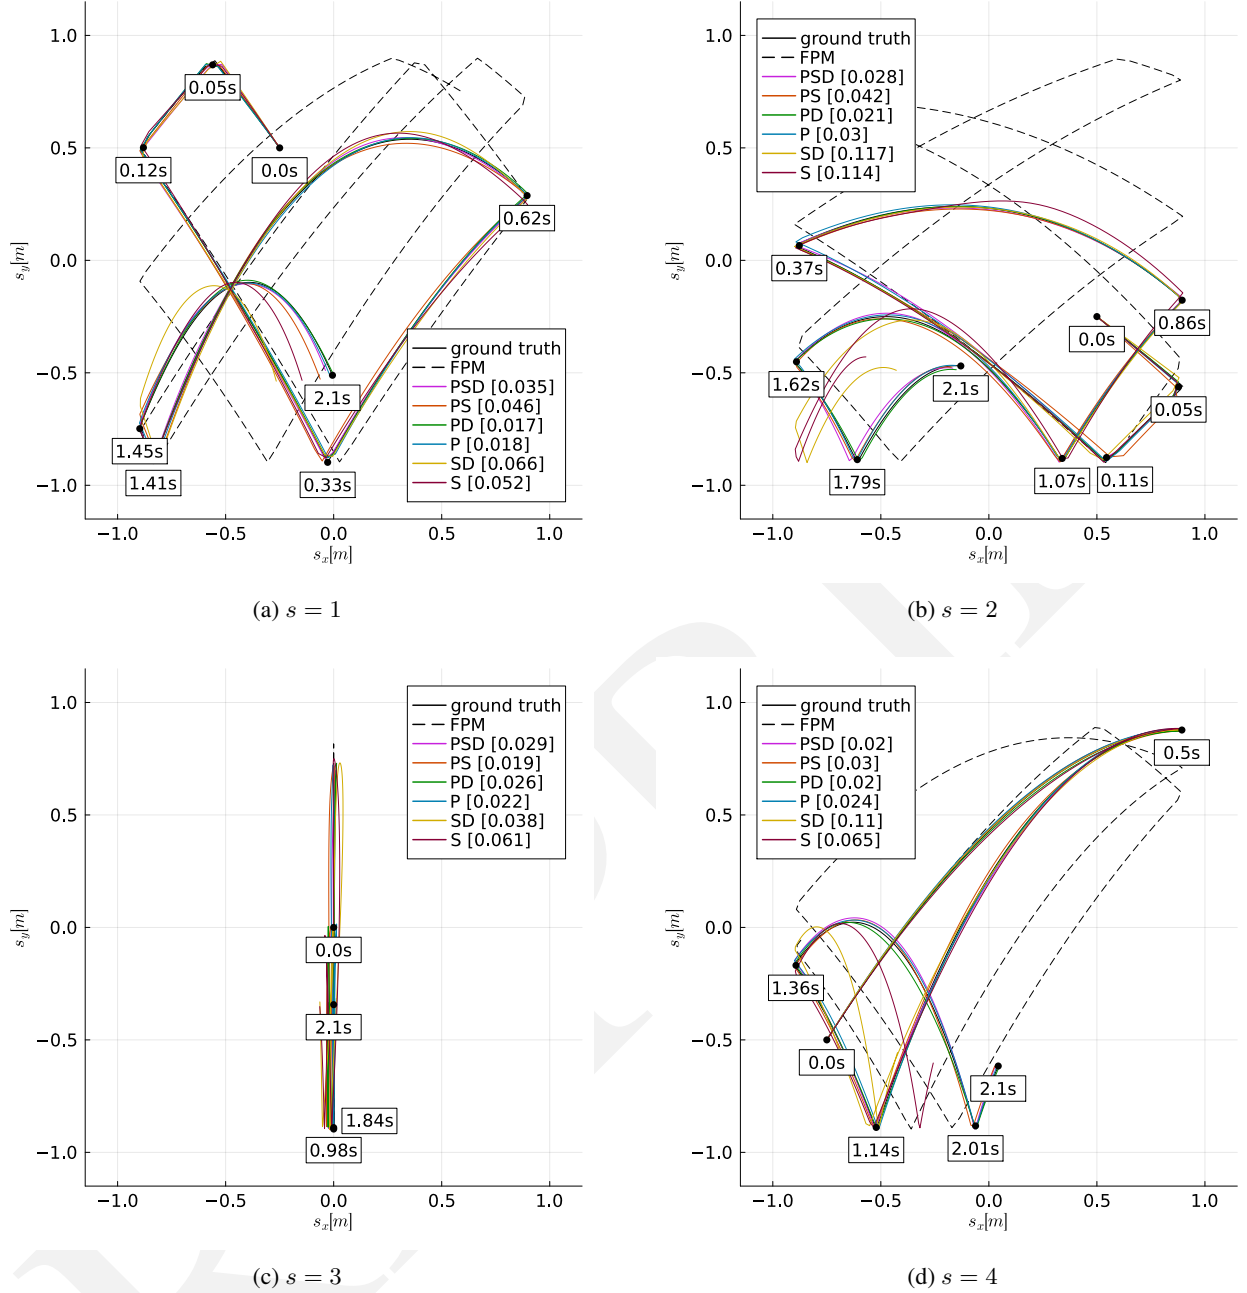 1.0
0.5
0.0
−0.5
−1.0
s_y[m]
0.05s
0.12s
0.0s
0.62s
1.45s
1.41s
2.1s
0.33s
ground truth
FPM
PSD [0.035]
PS [0.046]
PD [0.017]
P [0.018]
SD [0.066]
S [0.052]
−1.0 −0.5 0.0 0.5 1.0
s_x[m]
(a) s = 1
1.0
0.5
0.0
−0.5
−1.0
s_y[m]
ground truth
FPM
PSD [0.028]
PS [0.042]
PD [0.021]
P [0.03]
SD [0.117]
S [0.114]
0.37s
0.86s
0.0s
1.62s
2.1s
0.05s
1.79s
1.07s
0.11s
−1.0 −0.5 0.0 0.5 1.0
s_x[m]
(b) s = 2
1.0
0.5
0.0
−0.5
−1.0
s_y[m]
ground truth
FPM
PSD [0.029]
PS [0.019]
PD [0.026]
P [0.022]
SD [0.038]
S [0.061]
0.0s
2.1s
1.84s
0.98s
−1.0 −0.5 0.0 0.5 1.0
s_x[m]
(c) s = 3
1.0
0.5
0.0
−0.5
−1.0
s_y[m]
ground truth
FPM
PSD [0.02]
PS [0.03]
PD [0.02]
P [0.024]
SD [0.11]
S [0.065]
0.5s
1.36s
0.0s
2.1s
1.14s
2.01s
−1.0 −0.5 0.0 0.5 1.0
s_x[m]
(d) s = 4